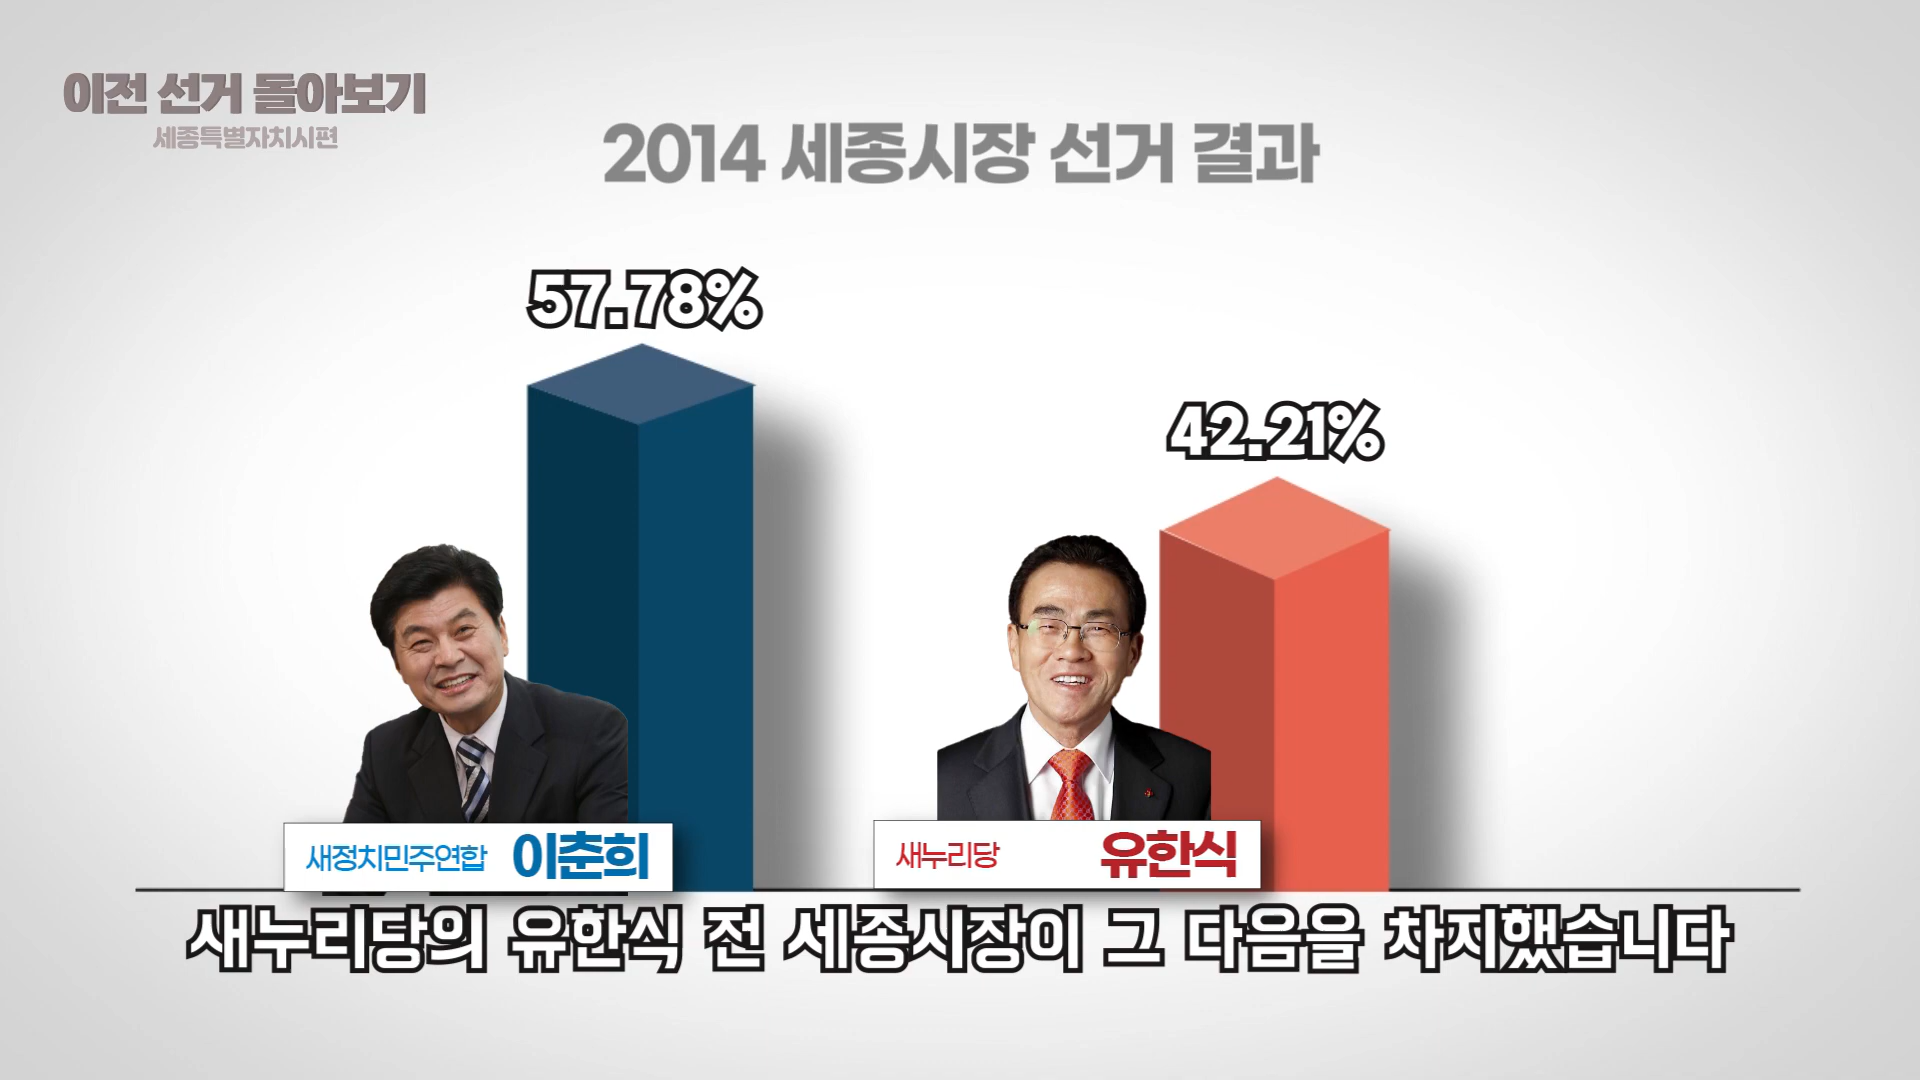 이전 선거 돌아보기
세종특별자치시편
2014 세종시장 선거 결과
57.78%
42.21%
새정치민주연합 이춘희
새누리당 유한식
새누리당의 유한식 전 세종시장이 그 다음을 차지했습니다